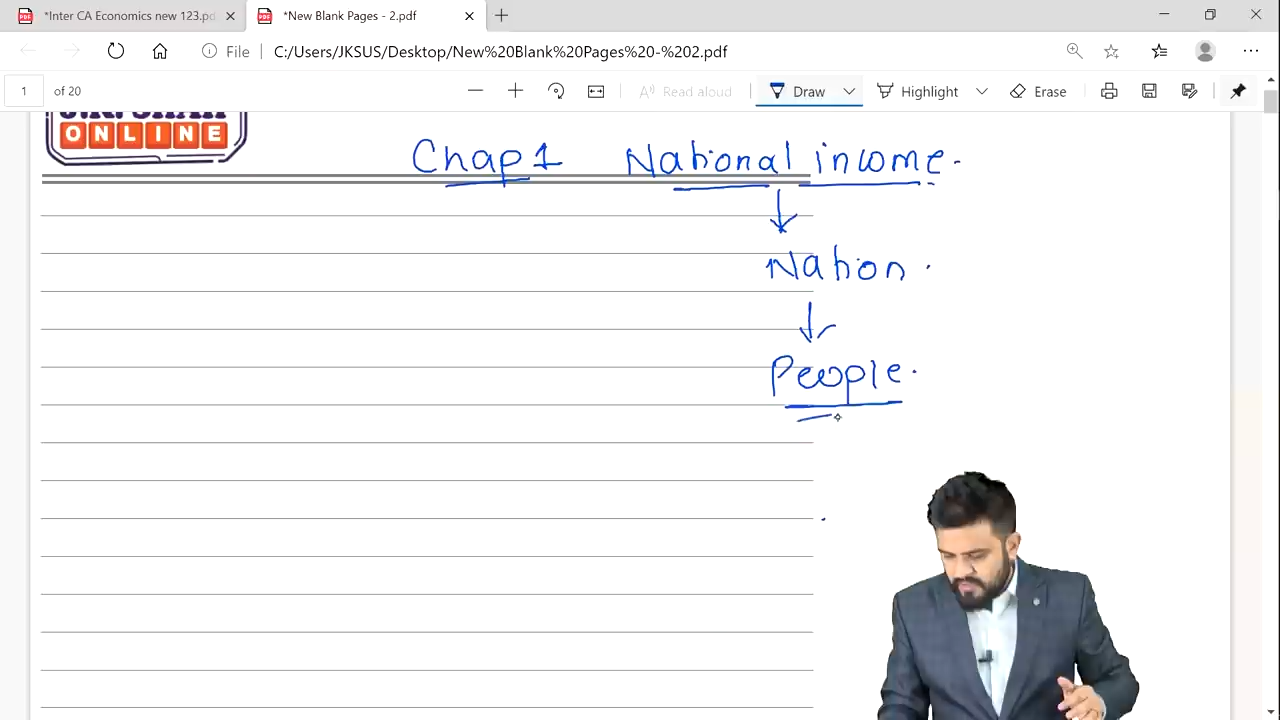 *Inter CA Economics new 123.pd
*New Blank Pages - 2.pdf
File C:/Users/JKSUS/Desktop/New%20Blank%20Pages%20-%202.pdf
1 of 20 Read aloud Draw Highlight Erase
ONLINE
Chap 1 National income.
Nation.
People.